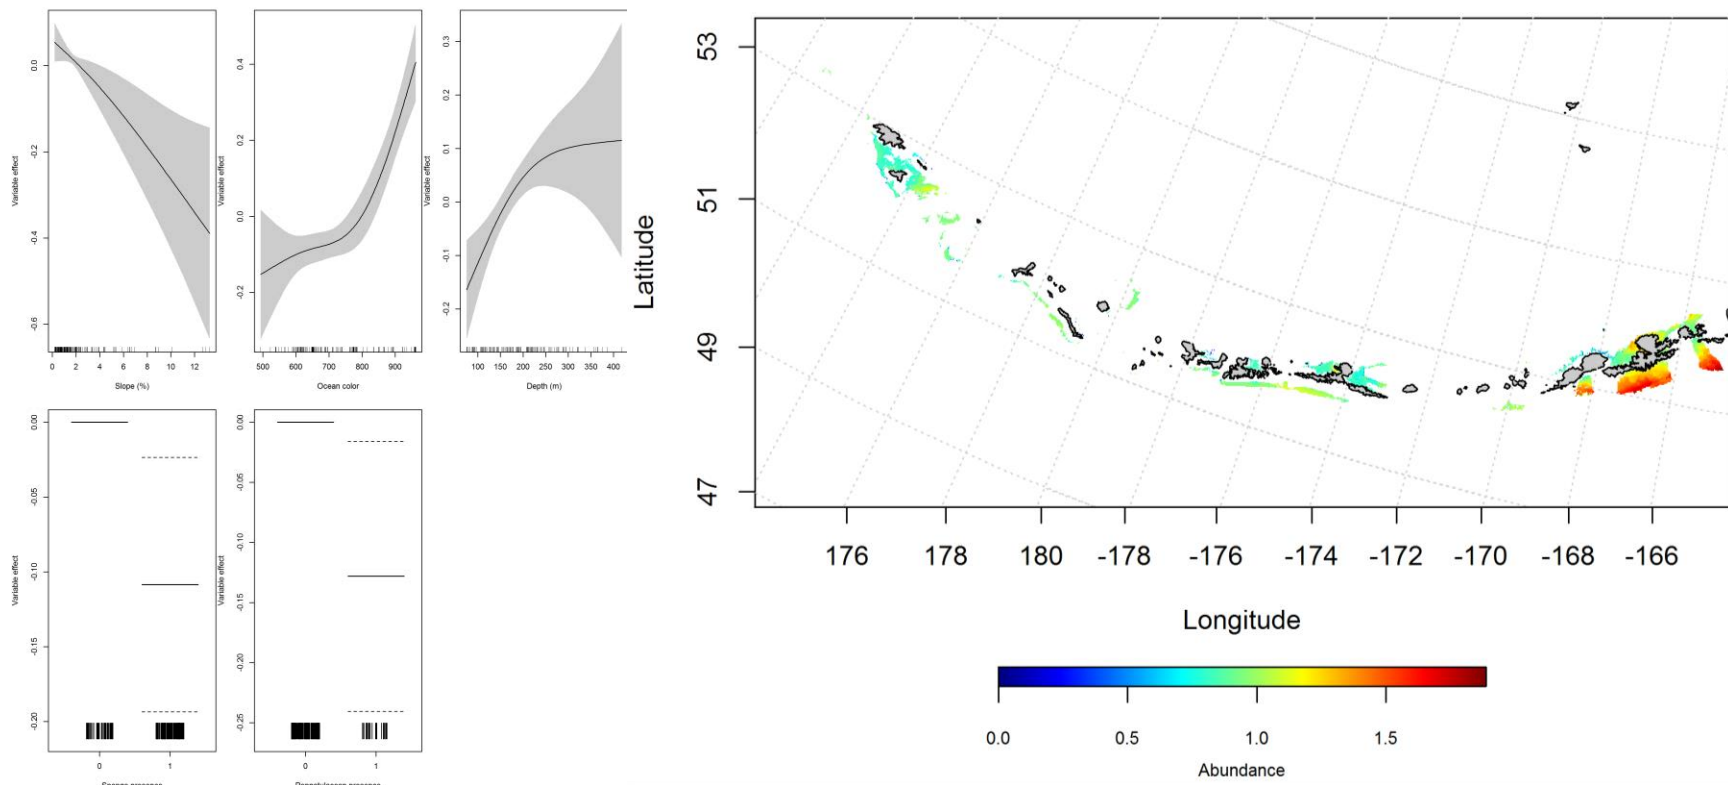 0.0
-0.2
-0.4
-0.6
Variable effect
0 2 4 6 8 10 12
Slope (%)
0.4
0.2
0.0
-0.2
Variable effect
500 600 700 800 900
Ocean color
0.3
0.2
0.1
0.0
-0.1
-0.2
Variable effect
100 150 200 250 300 350 400
Depth (m)
0.00
-0.05
-0.10
-0.15
-0.20
Variable effect
0 1
0.00
-0.05
-0.10
-0.15
-0.20
-0.25
Variable effect
0 1
Latitude
53
51
49
47
176 178 180 -178 -176 -174 -172 -170 -168 -166
Longitude
0.0 0.5 1.0 1.5
Abundance